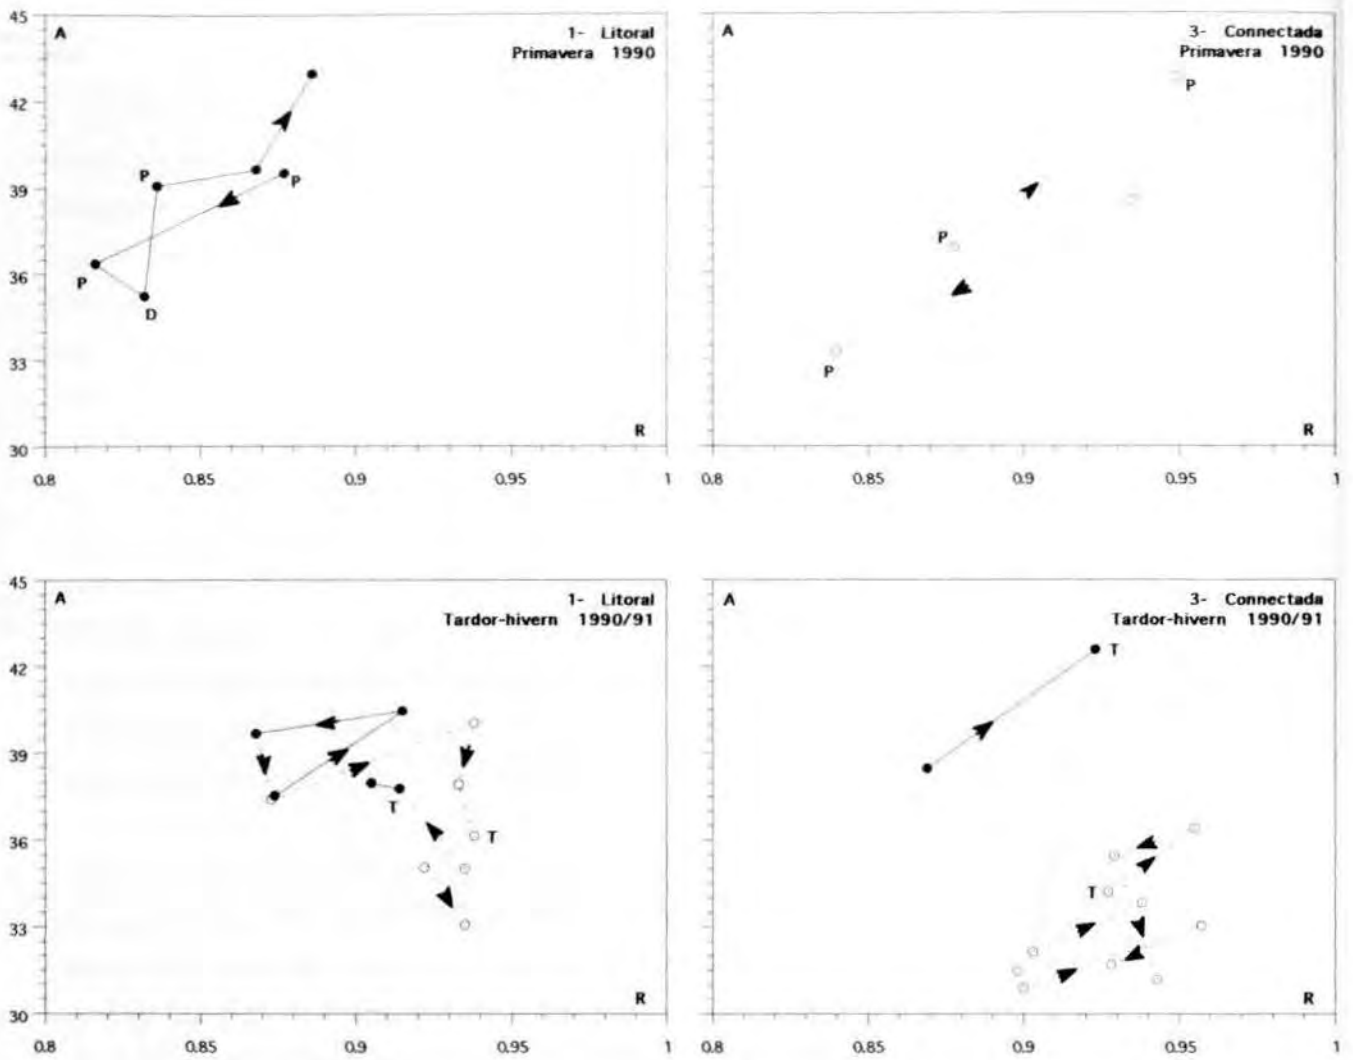 45
42
39
36
33
30
A
1- Litoral
Primavera 1990
P
P
P
D
R
0.8
0.85
0.9
0.95
1
A
3- Connectada
Primavera 1990
P
P
P
R
0.8
0.85
0.9
0.95
1
45
42
39
36
33
30
A
1- Litoral
Tardor-hivern 1990/91
T
T
R
0.8
0.85
0.9
0.95
1
A
3- Connectada
Tardor-hivern 1990/91
T
T
R
0.8
0.85
0.9
0.95
1